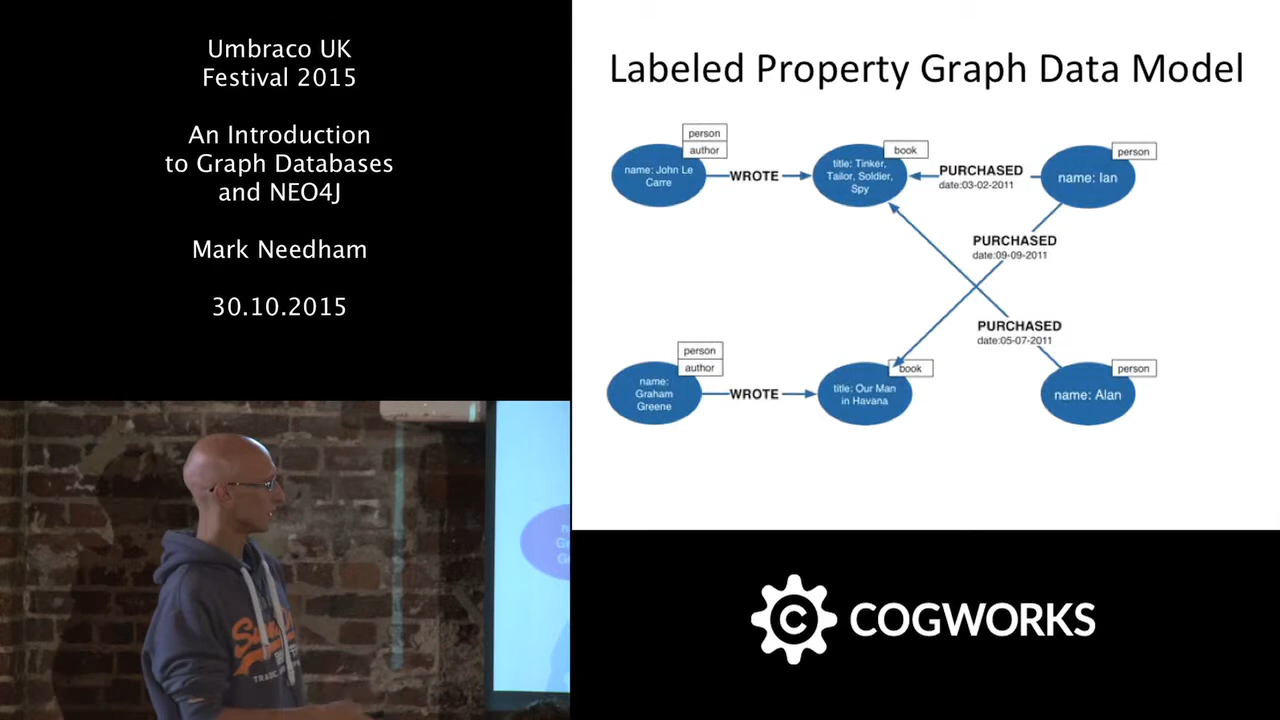 Umbraco UK
Festival 2015
An Introduction
to Graph Databases
and NEO4J
Mark Needham
30.10.2015
Labeled Property Graph Data Model
person
author
name: John Le
Carre
WROTE
book
title: Tinker,
Tailor, Soldier,
Spy
PURCHASED
date:03-02-2011
person
name: Ian
PURCHASED
date:09-09-2011
PURCHASED
date:05-07-2011
person
author
name:
Graham
Greene
WROTE
book
title: Our Man
in Havana
person
name: Alan
C COGWORKS